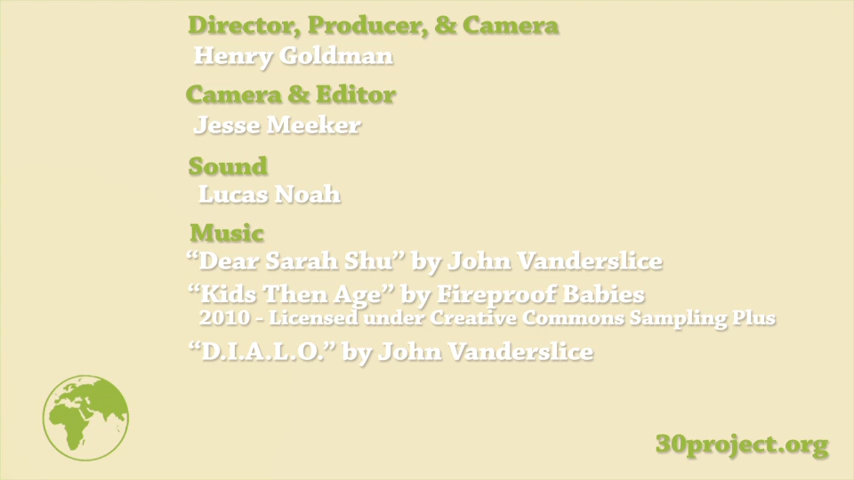 Director, Producer, & Camera
Henry Goldman
Camera & Editor
Jesse Meeker
Sound
Lucas Noah
Music
“Dear Sarah Shu” by John Vanderslice
“Kids Then Age” by Fireproof Babies
2010 – Licensed under Creative Commons Sampling Plus
“D.I.A.L.O.” by John Vanderslice
30project.org